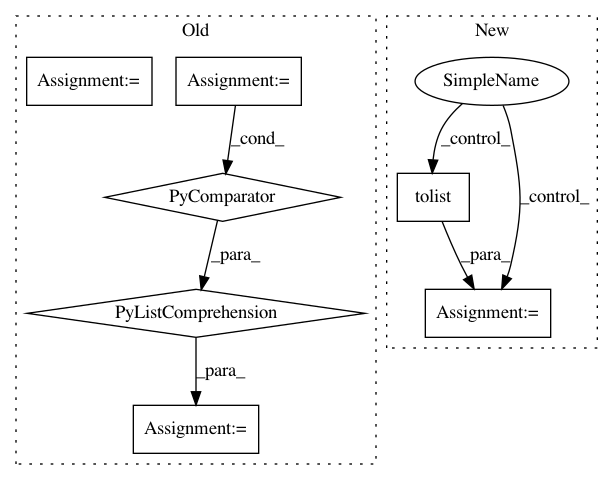 Old
New
Assignment:=
Assignment:=
SimpleName
_cond_
_control_
PyComparator
tolist
_control_
_para_
_para_
PyListComprehension
Assignment:=
_para_
Assignment:=